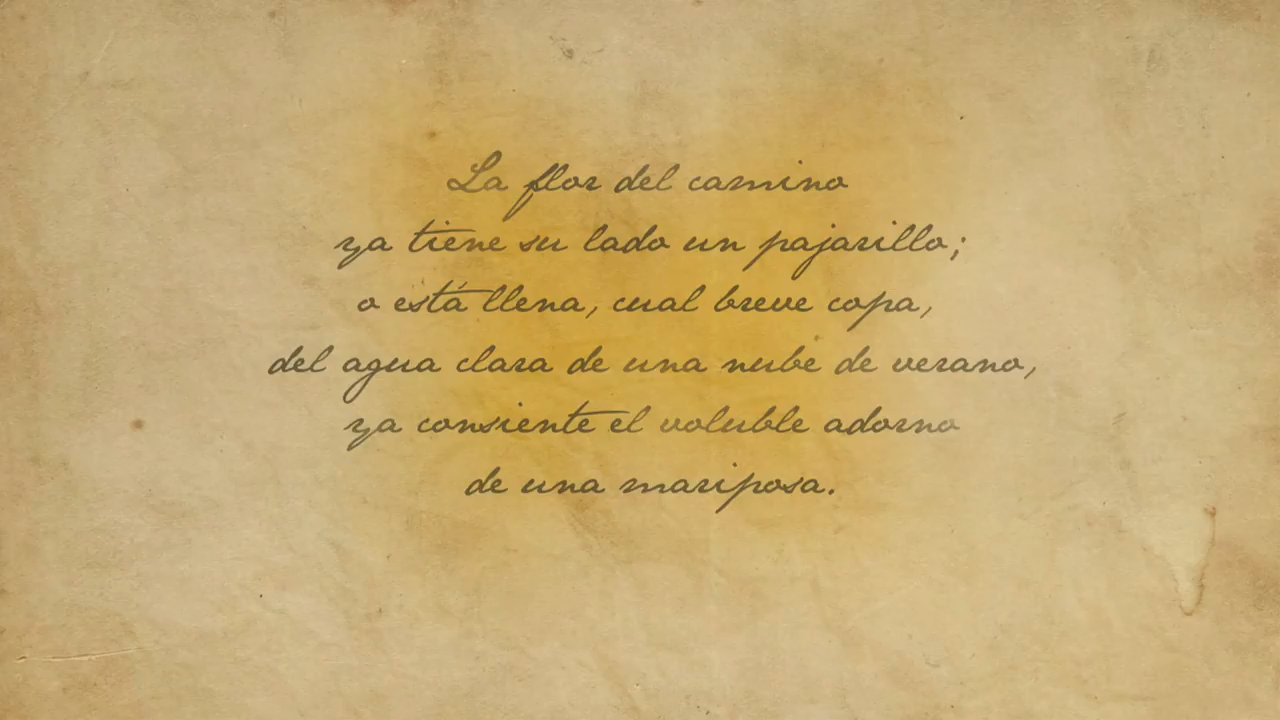 La flor del camino
ya tiene su lado un pajarillo;
o está llena, cual breve copa,
del agua clara de una nube de verano,
ya consiente el voluble adorno
de una mariposa.